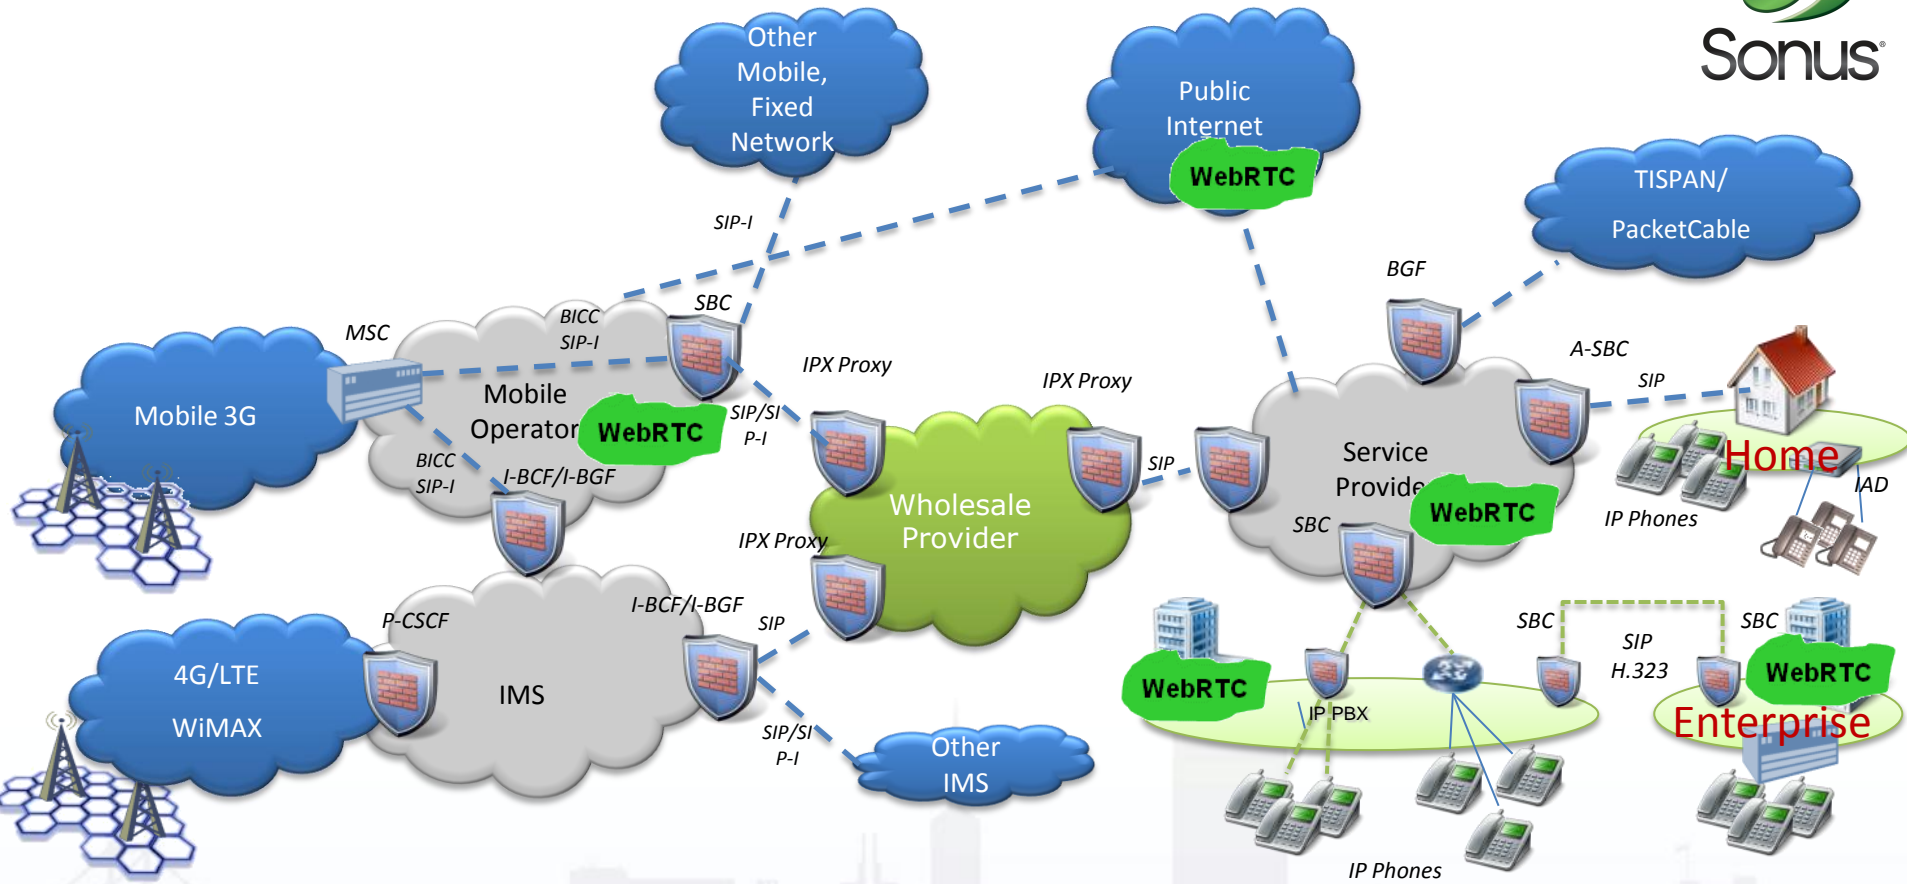 Sonus
Other
Mobile,
Fixed
Network
Public
Internet
WebRTC
TISPAN/
PacketCable
SIP-I
BGF
SBC
BICC
SIP-I
MSC
A-SBC
SIP
IPX Proxy
IPX Proxy
Mobile 3G
Mobile
Operator
WebRTC
SIP/SI
P-I
BICC
SIP-I
I-BCF/I-BGF
SIP
Service
Provide
WebRTC
SBC
Home
IAD
IP Phones
Wholesale
Provider
IPX Proxy
P-CSCF
I-BCF/I-BGF
SIP
4G/LTE
WiMAX
IMS
SIP/SI
P-I
Other
IMS
WebRTC
IP PBX
SBC
SIP
H.323
SBC
WebRTC
Enterprise
IP Phones